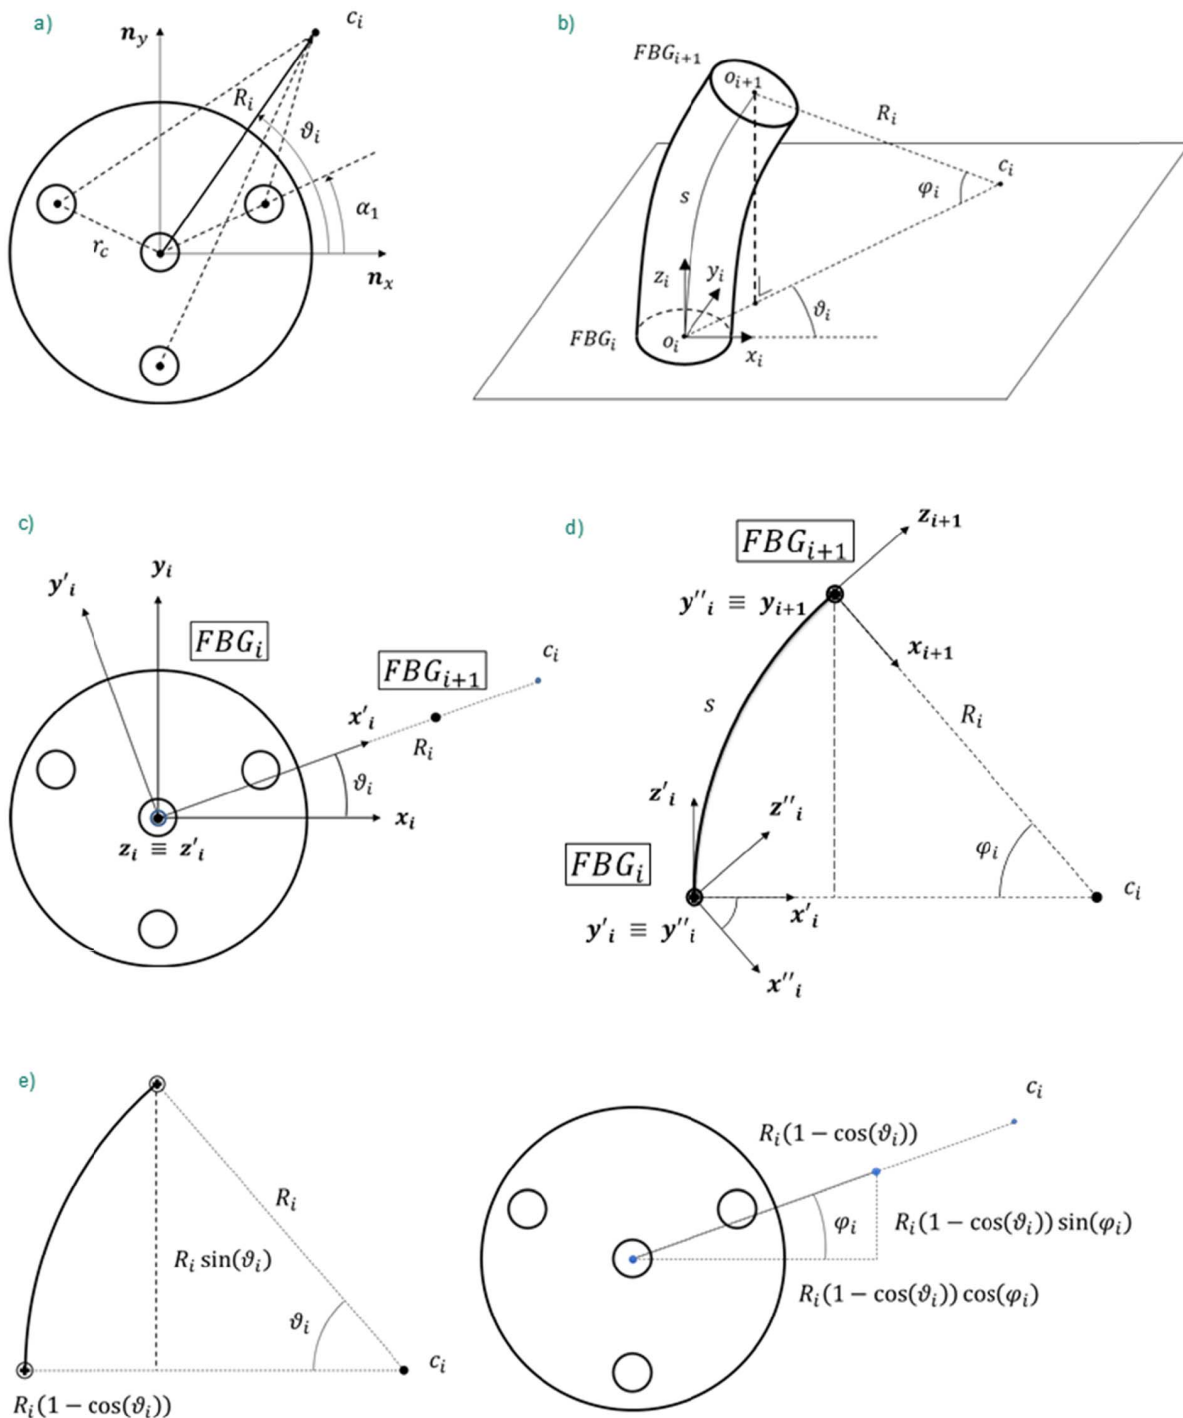 a)
c_i
n_y
R_i
ϑ_i
α_1
r_c
n_x
b)
FBG_{i+1}
o_{i+1}
R_i
c_i
φ_i
s
z_i
y_i
ϑ_i
FBG_i
o_i
x_i
c)
y'_i
y_i
FBG_i
FBG_{i+1}
c_i
x'_i
R_i
ϑ_i
x_i
z_i ≡ z'_i
d)
z_{i+1}
FBG_{i+1}
y''_i ≡ y_{i+1}
x_{i+1}
s
R_i
z'_i
z''_i
φ_i
FBG_i
c_i
x'_i
y'_i ≡ y''_i
x''_i
e)
R_i
R_i sin(ϑ_i)
ϑ_i
c_i
R_i(1 − cos(ϑ_i))
c_i
R_i(1 − cos(ϑ_i))
φ_i
R_i(1 − cos(ϑ_i)) sin(φ_i)
R_i(1 − cos(ϑ_i)) cos(φ_i)